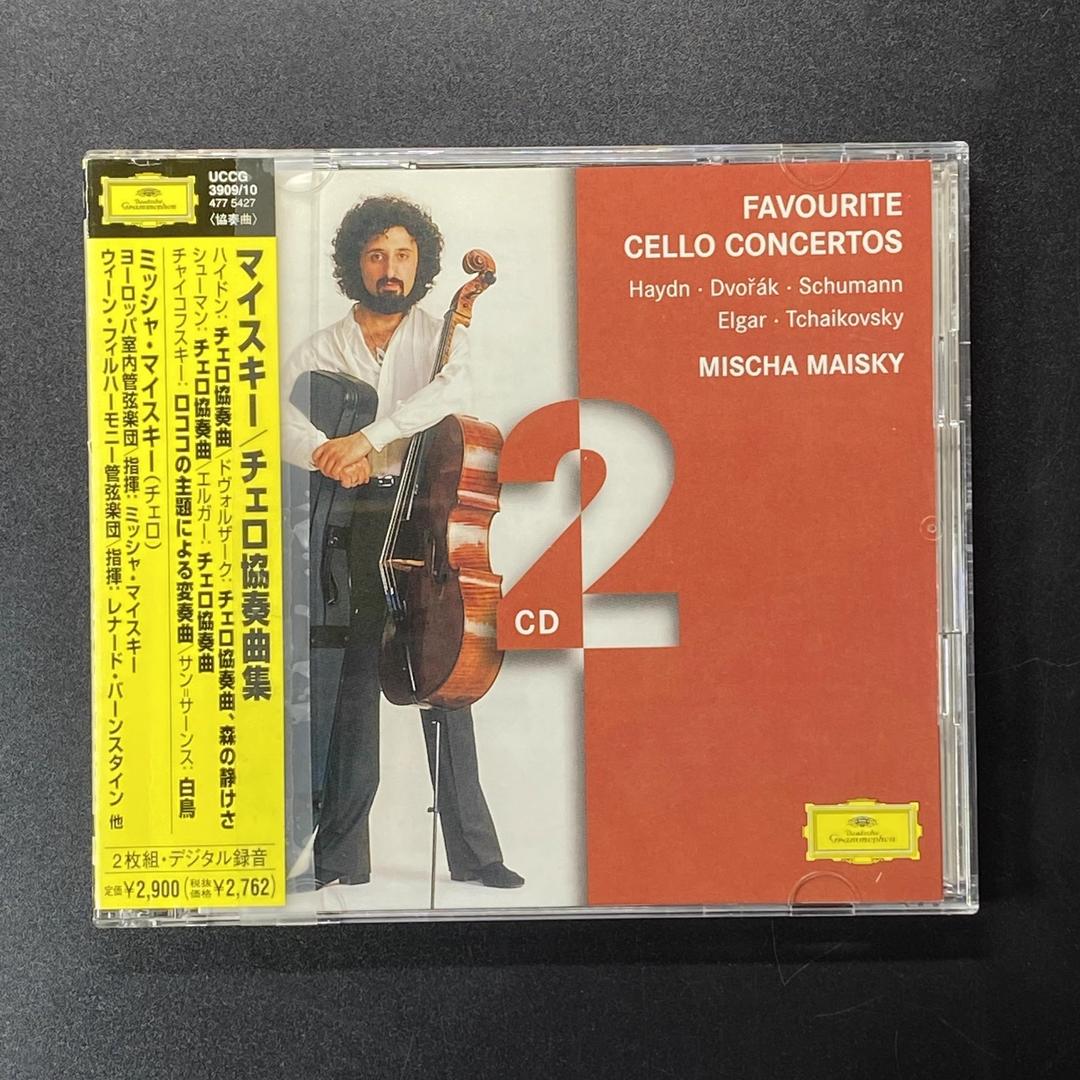 Deutsche
Grammophon
UCCG
3909/10
477 5427
〈協奏曲〉
マイスキー/チェロ協奏曲集
ハイドン:チェロ協奏曲/ドヴォルザーク:チェロ協奏曲、森の静けさ
シューマン:チェロ協奏曲/エルガー:チェロ協奏曲
チャイコフスキー:ロココの主題による変奏曲/サン=サーンス:白鳥
ミッシャ・マイスキー(チェロ)
ヨーロッパ室内管弦楽団/指揮:ミッシャ・マイスキー
ウィーン・フィルハーモニー管弦楽団/指揮:レナード・バーンスタイン 他
2枚組・デジタル録音
定価¥2,900(税抜価格¥2,762)
FAVOURITE
CELLO CONCERTOS
Haydn · Dvořák · Schumann
Elgar · Tchaikovsky
MISCHA MAISKY
2
CD
Deutsche
Grammophon